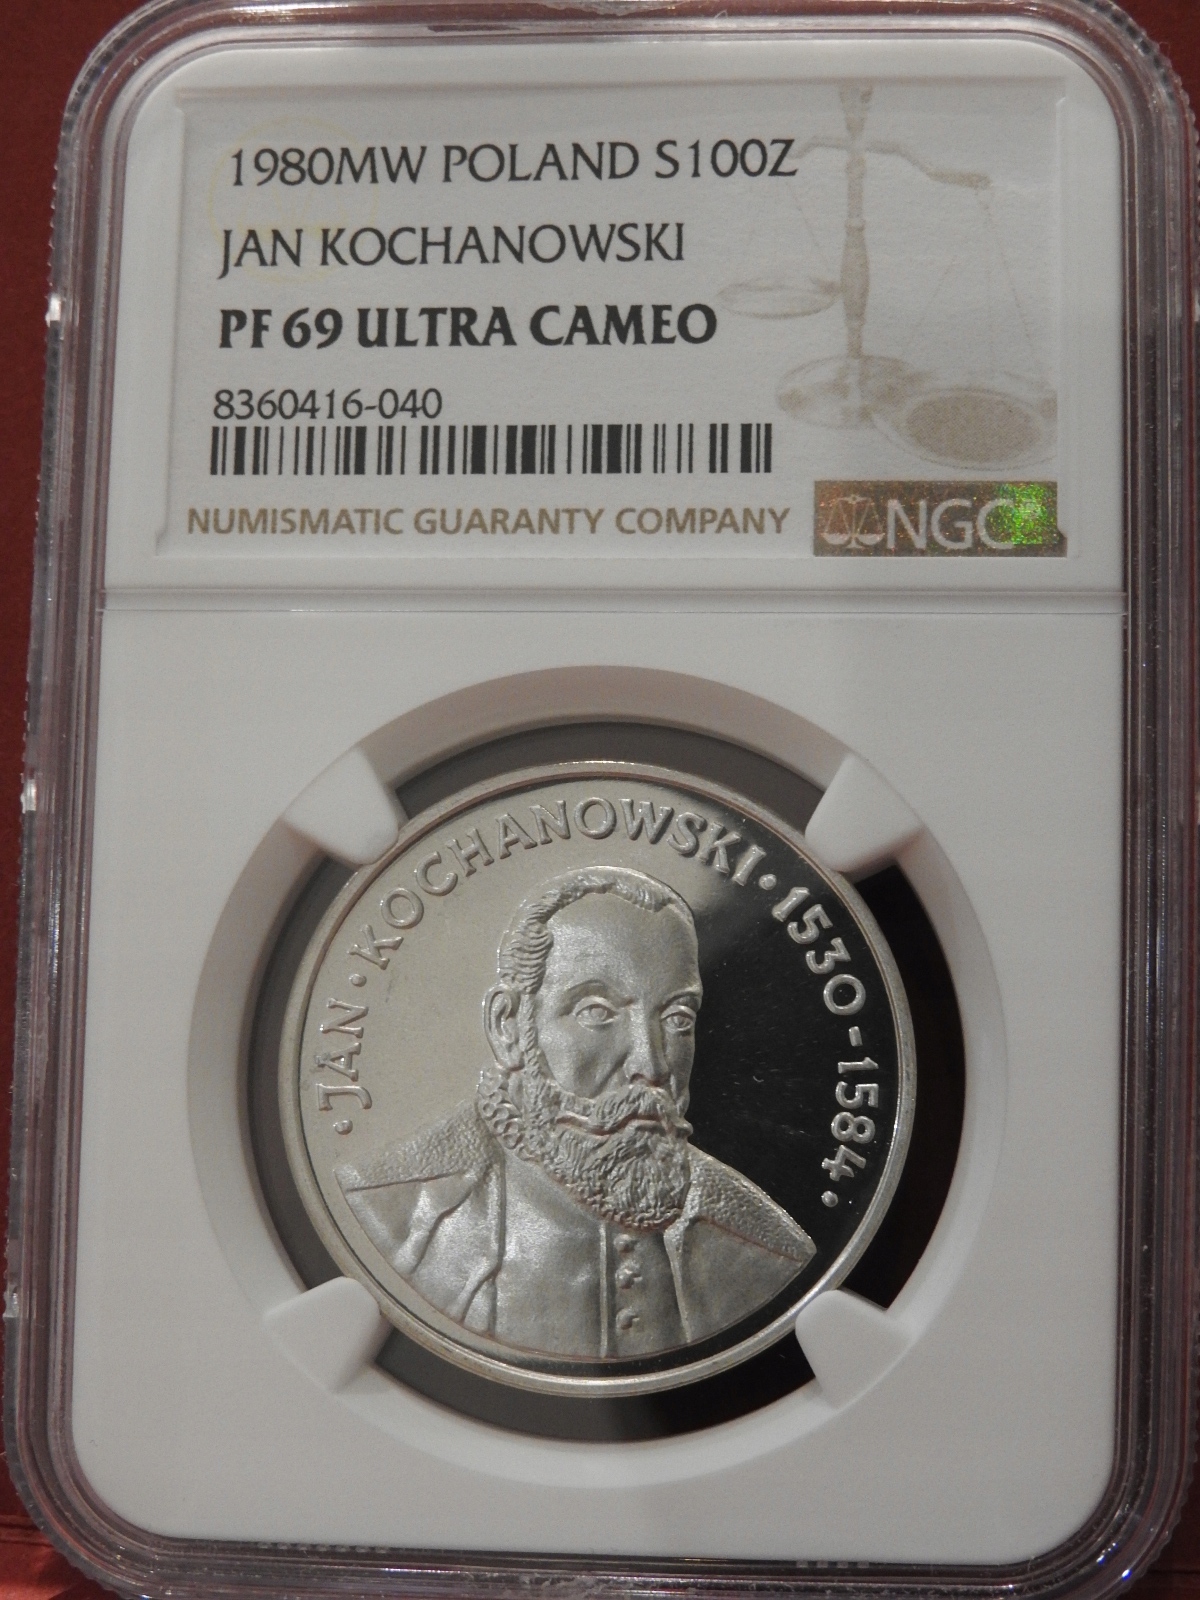 1980MW POLAND S100Z
JAN KOCHANOWSKI
PF 69 ULTRA CAMEO
8360416-040
NUMISMATIC GUARANTY COMPANY
NGC
· JAN · KOCHANOWSKI · 1530-1584 ·